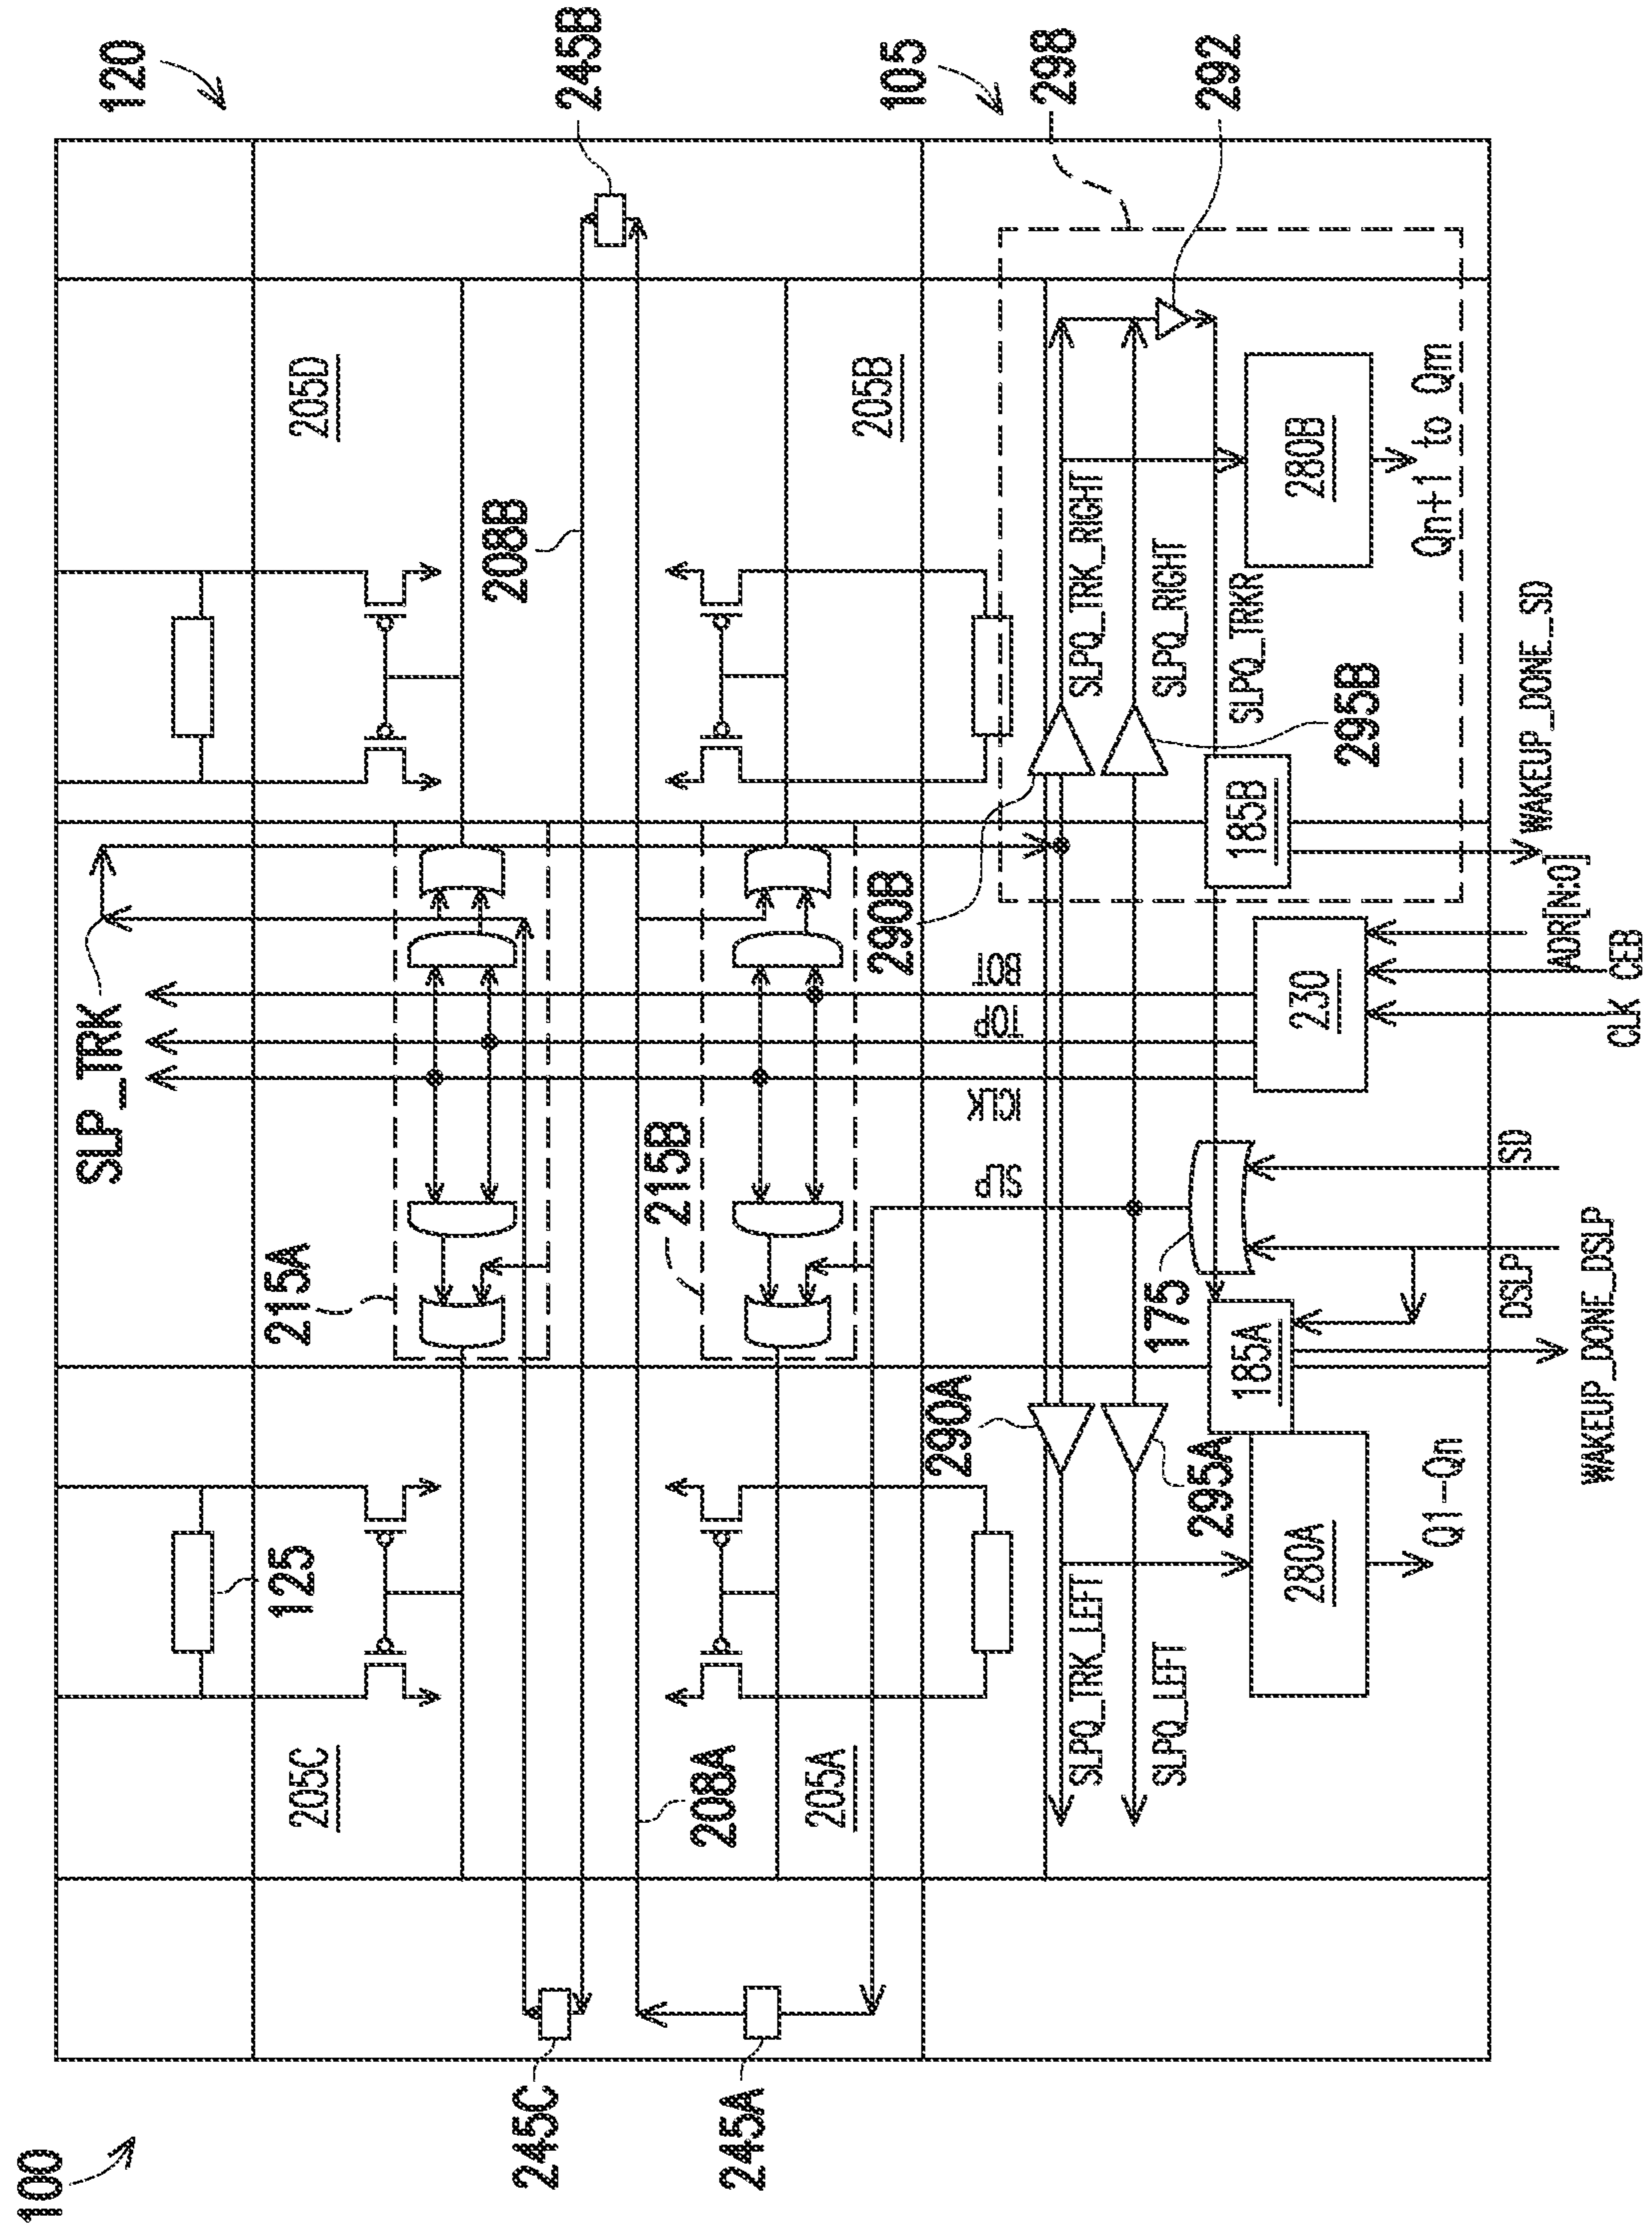 100
120
105
245C
245A
245B
298
292
SLP_TRK
205C
205D
125
215A
208B
208A
215B
205A
205B
290A
290B
ICLK
TOP
BOT
SLP
SLPQ_TRK_LEFT
SLPQ_LEFT
SLPQ_TRK_RIGHT
SLPQ_RIGHT
SLPQ_TRKR
295A
295B
175
185A
185B
280A
230
280B
Q1-Qn
Qn+1 to Qm
DSLP
SD
WAKEUP_DONE_DSLP
CLK
CEB
ADR[N:0]
WAKEUP_DONE_SD